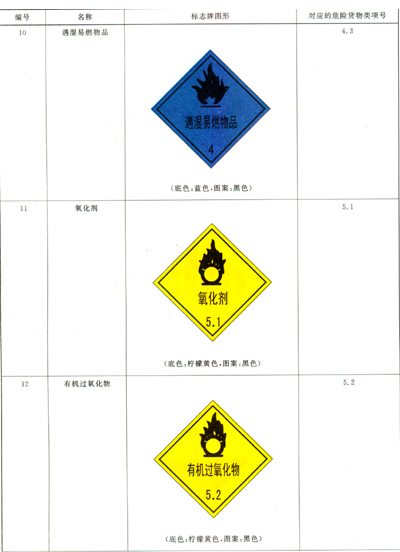 编号 名称 标志牌图形 对应的危险货物类项号
10 遇湿易燃物品 4.3
遇湿易燃物品
4
(底色:蓝色,图案:黑色)
11 氧化剂 5.1
氧化剂
5.1
(底色:柠檬黄色,图案:黑色)
12 有机过氧化物 5.2
有机过氧化物
5.2
(底色:柠檬黄色,图案:黑色)